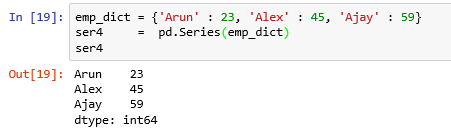 In [19]: emp_dict = {'Arun' : 23, 'Alex' : 45, 'Ajay' : 59}
ser4     =  pd.Series(emp_dict)
ser4
Out[19]: Arun    23
Alex    45
Ajay    59
dtype: int64